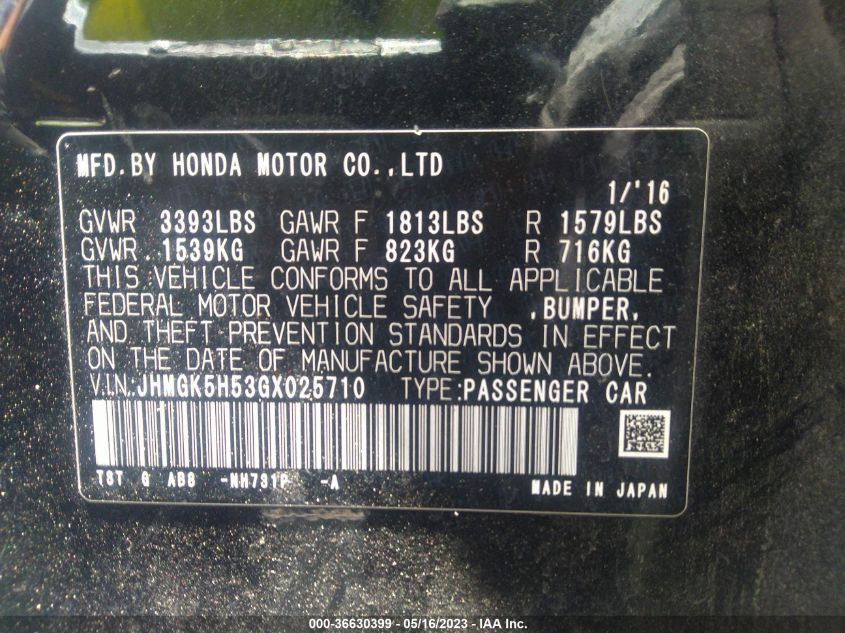 MFD.BY HONDA MOTOR CO.,LTD
1/'16
GVWR 3393LBS GAWR F 1813LBS R 1579LBS
GVWR 1539KG GAWR F 823KG R 716KG
THIS VEHICLE CONFORMS TO ALL APPLICABLE
FEDERAL MOTOR VEHICLE SAFETY ,BUMPER,
AND THEFT PREVENTION STANDARDS IN EFFECT
ON THE DATE OF MANUFACTURE SHOWN ABOVE.
VIN:JHMGK5H53GX025710 TYPE:PASSENGER CAR
T5T G AB8 -NH731P -A
MADE IN JAPAN
000-36630399 - 05/16/2023 - IAA Inc.